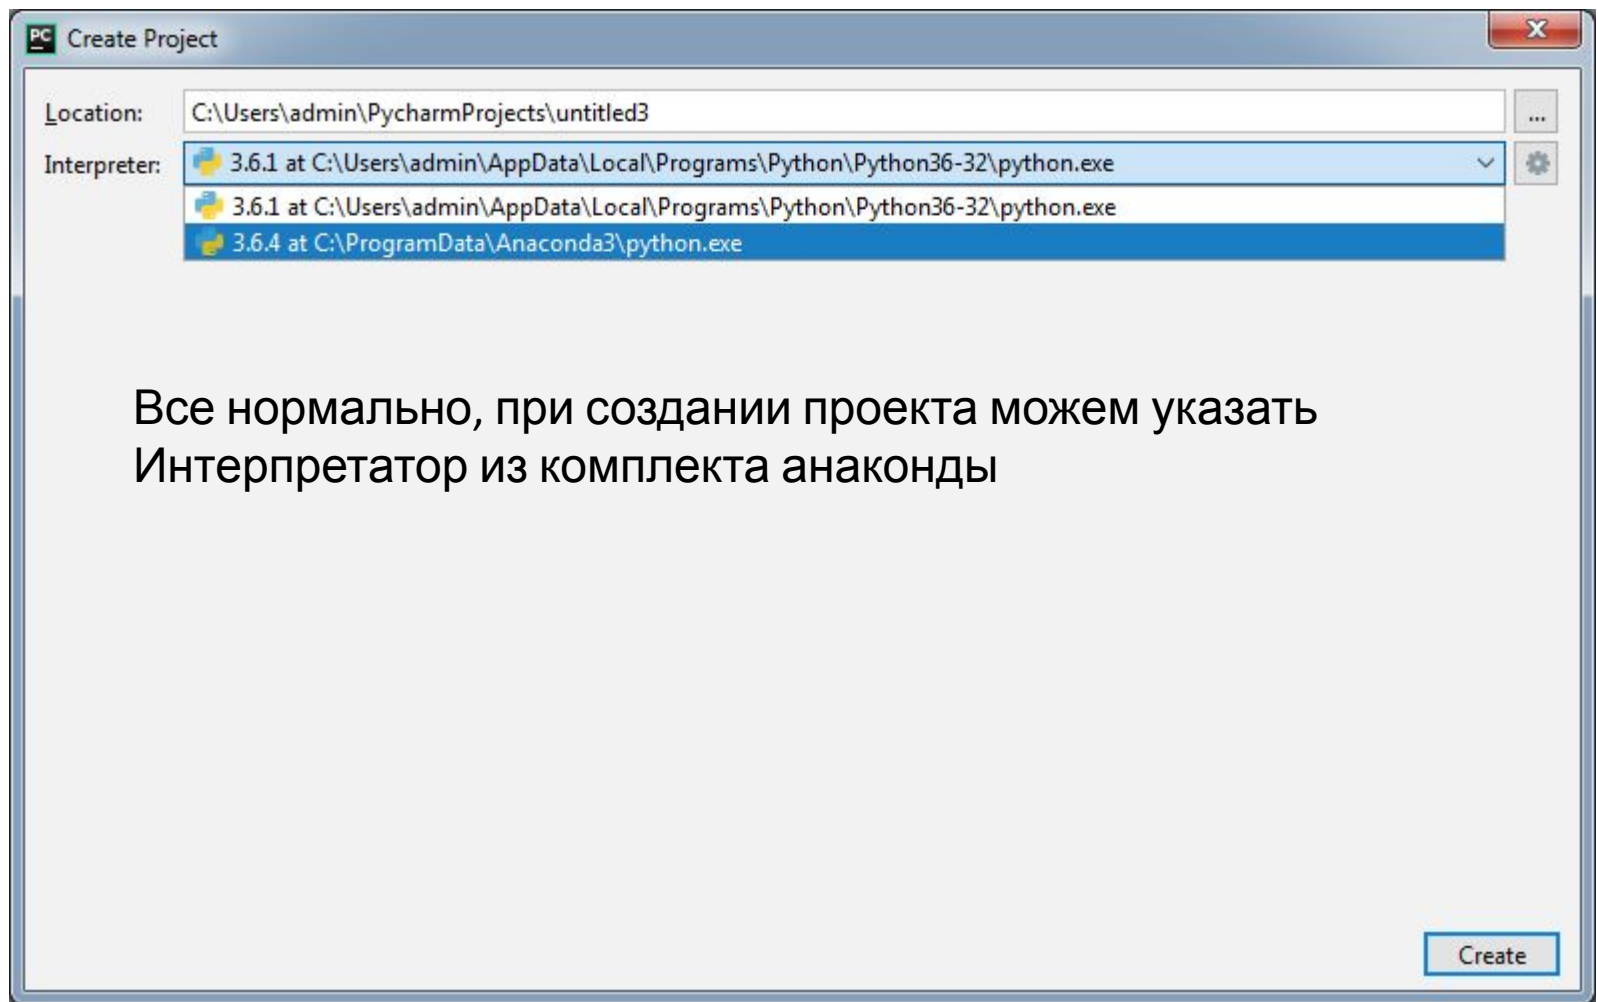 PC Create Project
Location: C:\Users\admin\PycharmProjects\untitled3 ...
Interpreter: 3.6.1 at C:\Users\admin\AppData\Local\Programs\Python\Python36-32\python.exe
3.6.1 at C:\Users\admin\AppData\Local\Programs\Python\Python36-32\python.exe
3.6.4 at C:\ProgramData\Anaconda3\python.exe
Все нормально, при создании проекта можем указать
Интерпретатор из комплекта анаконды
Create